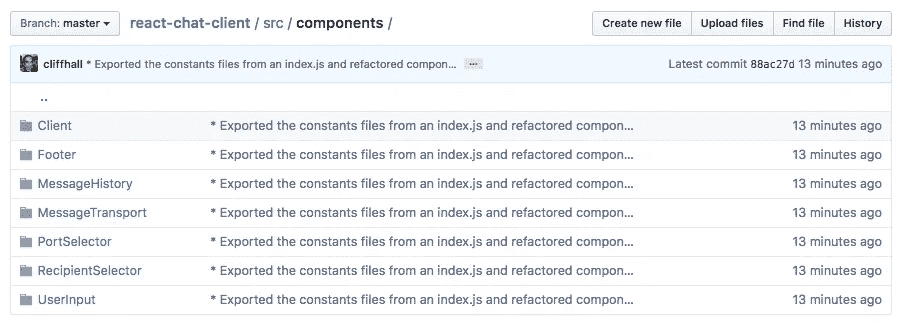 Branch: master react-chat-client / src / components / Create new file Upload files Find file History
cliffhall * Exported the constants files from an index.js and refactored compon... ... Latest commit 88ac27d 13 minutes ago
..
Client * Exported the constants files from an index.js and refactored compon... 13 minutes ago
Footer * Exported the constants files from an index.js and refactored compon... 13 minutes ago
MessageHistory * Exported the constants files from an index.js and refactored compon... 13 minutes ago
MessageTransport * Exported the constants files from an index.js and refactored compon... 13 minutes ago
PortSelector * Exported the constants files from an index.js and refactored compon... 13 minutes ago
RecipientSelector * Exported the constants files from an index.js and refactored compon... 13 minutes ago
UserInput * Exported the constants files from an index.js and refactored compon... 13 minutes ago